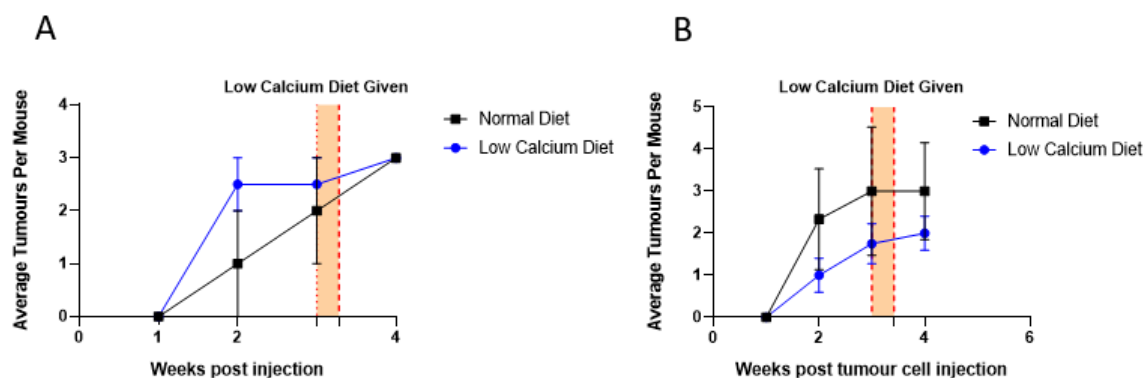 A
Low Calcium Diet Given
Average Tumours Per Mouse
4
3
2
1
0
0
1
2
4
Weeks post injection
Normal Diet
Low Calcium Diet
B
Low Calcium Diet Given
Average Tumours Per Mouse
5
4
3
2
1
0
0
2
4
6
Weeks post tumour cell injection
Normal Diet
Low Calcium Diet